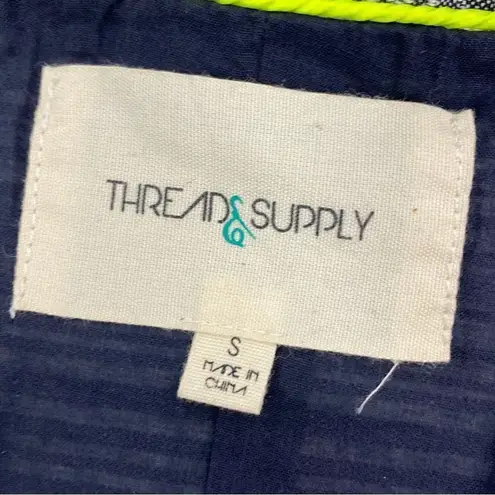 THREAD & SUPPLY
S
MADE IN
CHINA